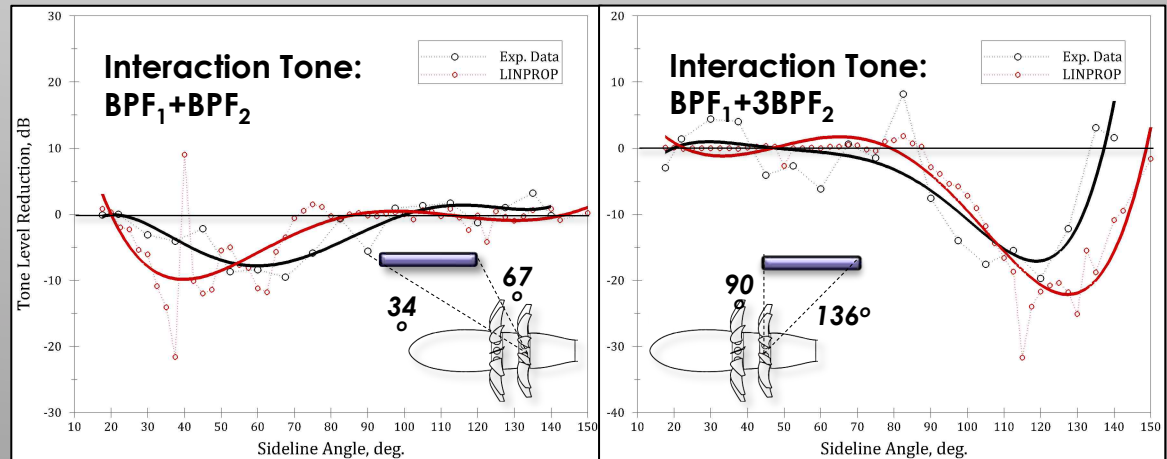 Interaction Tone:
BPF₁+BPF₂
Exp. Data
LINPROP
Tone Level Reduction, dB
30
20
10
0
-10
-20
-30
34
o
67
o
10 20 30 40 50 60 70 80 90 100 110 120 130 140 150
Sideline Angle, deg.
Interaction Tone:
BPF₁+3BPF₂
Exp. Data
LINPROP
20
10
0
-10
-20
-30
-40
90
o
136o
10 20 30 40 50 60 70 80 90 100 110 120 130 140 150
Sideline Angle, deg.